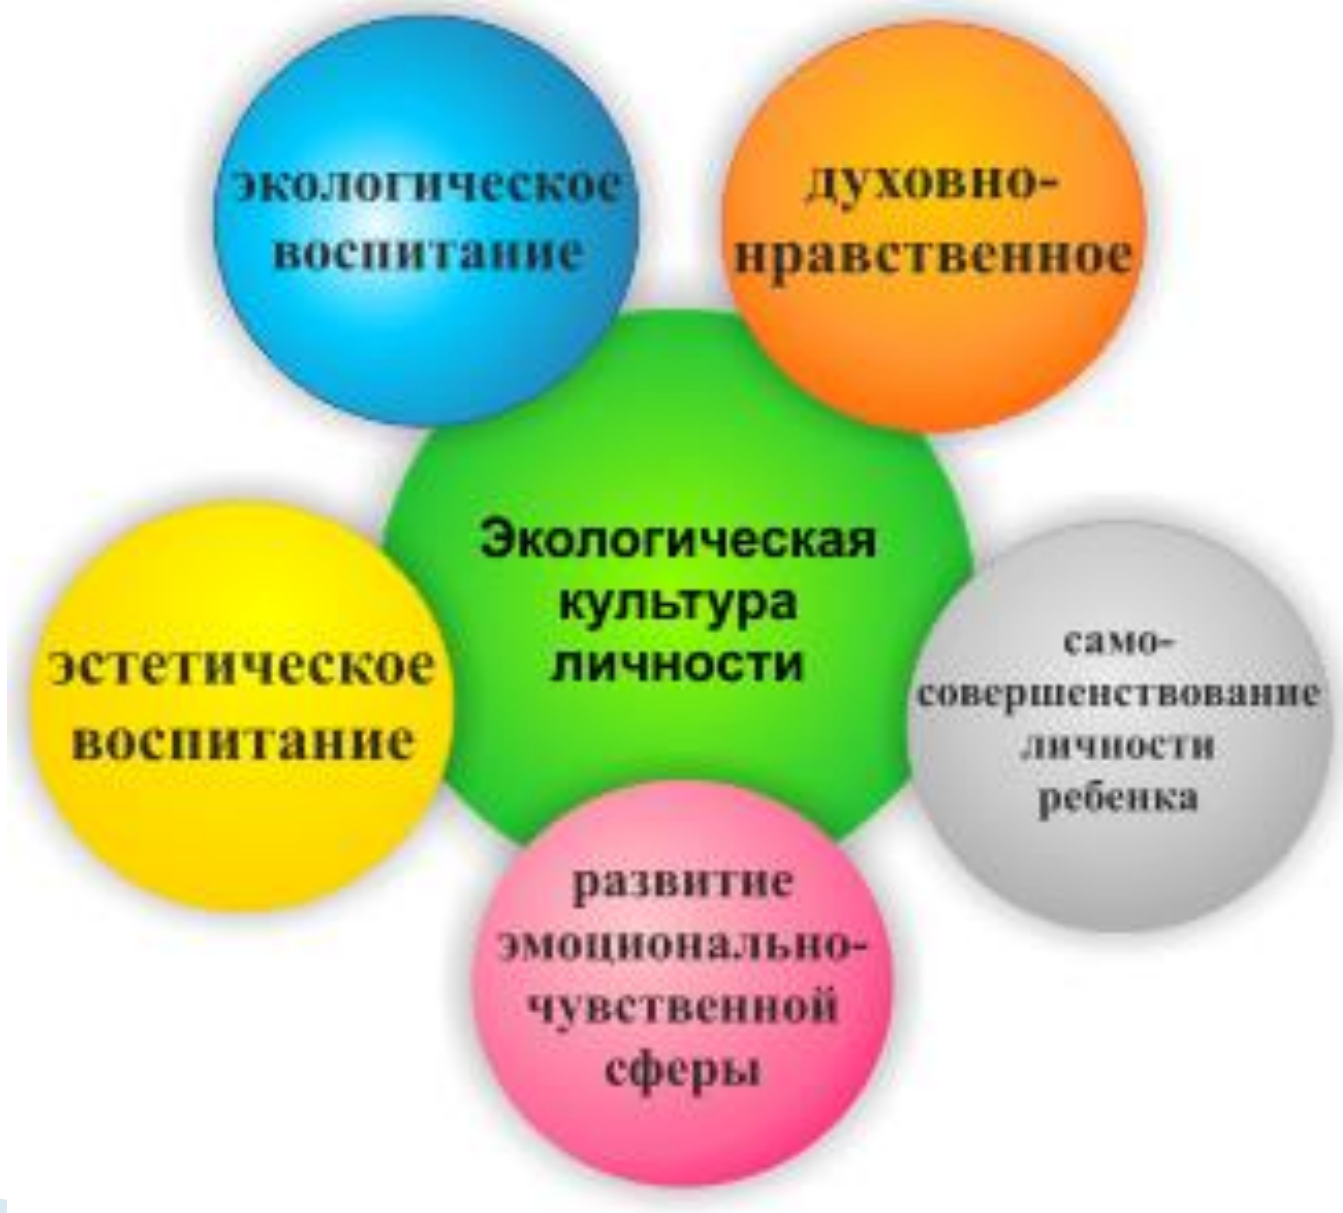 экологическое
воспитание
духовно-
нравственное
Экологическая
культура
личности
эстетическое
воспитание
само-
совершенствование
личности
ребенка
развитие
эмоционально-
чувственной
сферы